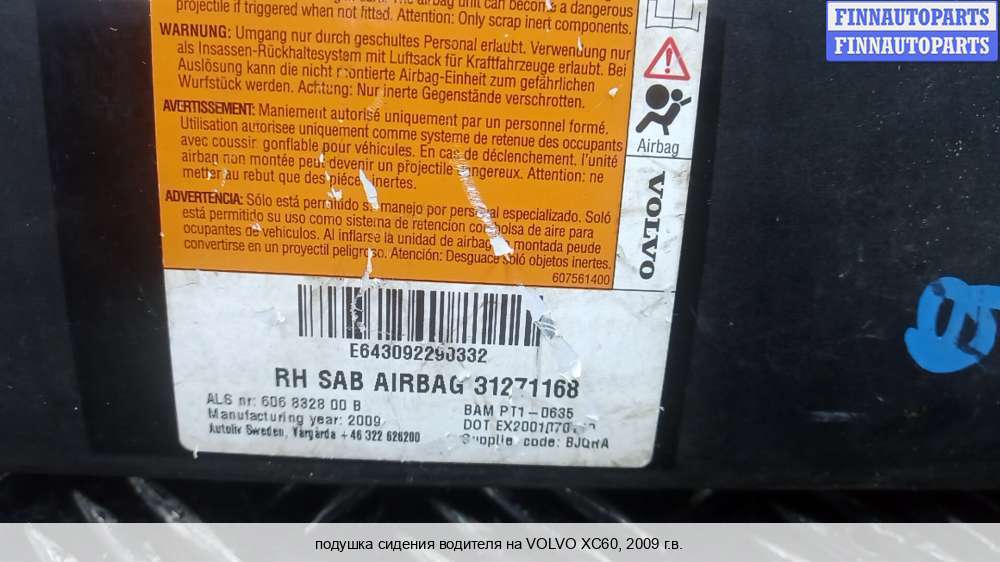 projectile if triggered when not fitted. Attention: Only scrap inert components.
WARNUNG: Umgang nur durch geschultes Personal erlaubt. Verwendung nur
als Insassen-Rückhaltesystem mit Luftsack für Kraftfahrzeuge erlaubt. Bei
Auslösung kann die nicht montierte Airbag-Einheit zum gefährlichen
Wurfstück werden. Achtung: Nur inerte Gegenstände verschrotten.
AVERTISSEMENT: Maniement autorisé uniquement par un personnel formé.
Utilisation autorisee uniquement comme systeme de retenue des occupants
avec coussin gonflable pour véhicules. En cas de déclenchement, l'unité
airbag non montée peut devenir un projectile dangereux. Attention: ne
metter au rebut que des pièces inertes.
ADVERTENCIA: Sólo está permitido su manejo por personal especializado. Soló
está permitido su uso como sistema de retencion con bolsa de aire para
ocupantes de vehiculos. Al inflarse la unidad de airbag montada peude
convertirse en un proyectil peligroso. Atención: Desguace soló objetos inertes.
607561400
Airbag
VOLVO
E643092290332
RH SAB AIRBAG 31271168
ALS nr: 606 8328 00 B
Manufacturing year: 2009
Autoliv Sweden, Vårgårda +46 322 626200
BAM PT1-0635
DOT
Supplier code: BJQHA
FINNAUTOPARTS
FINNAUTOPARTS
подушка сидения водителя на VOLVO XC60, 2009 г.в.